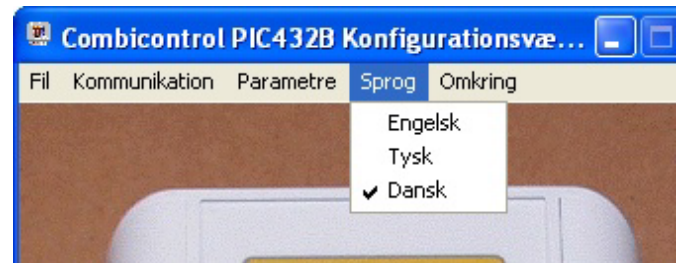 Combicontrol PIC432B Konfigurationsvæ...
Fil Kommunikation Parametre Sprog Omkring
Engelsk
Tysk
Dansk